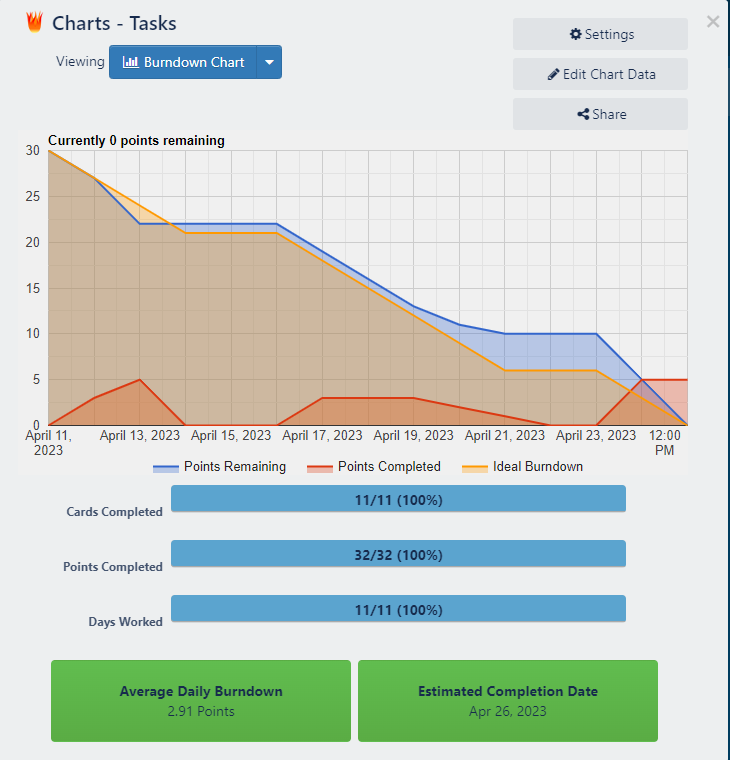 Charts - Tasks
Settings
Viewing
Burndown Chart
Edit Chart Data
Share
Currently 0 points remaining
30
25
20
15
10
5
0
April 11,
2023
April 13, 2023
April 15, 2023
April 17, 2023
April 19, 2023
April 21, 2023
April 23, 2023
12:00
PM
Points Remaining
Points Completed
Ideal Burndown
Cards Completed
11/11 (100%)
Points Completed
32/32 (100%)
Days Worked
11/11 (100%)
Average Daily Burndown
2.91 Points
Estimated Completion Date
Apr 26, 2023